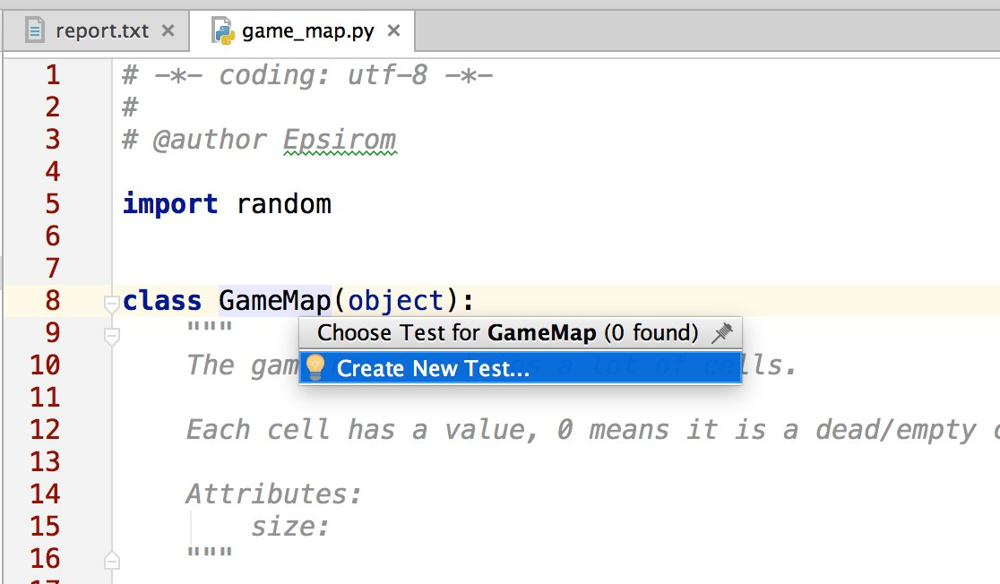 report.txt
game_map.py
1 # -*- coding: utf-8 -*-
2 #
3 # @author Epsirom
4
5 import random
6
7
8 class GameMap(object):
9 """
Choose Test for GameMap (0 found)
10 The gam a lot of cells.
Create New Test...
11
12 Each cell has a value, 0 means it is a dead/empty
13
14 Attributes:
15 size:
16 """
17